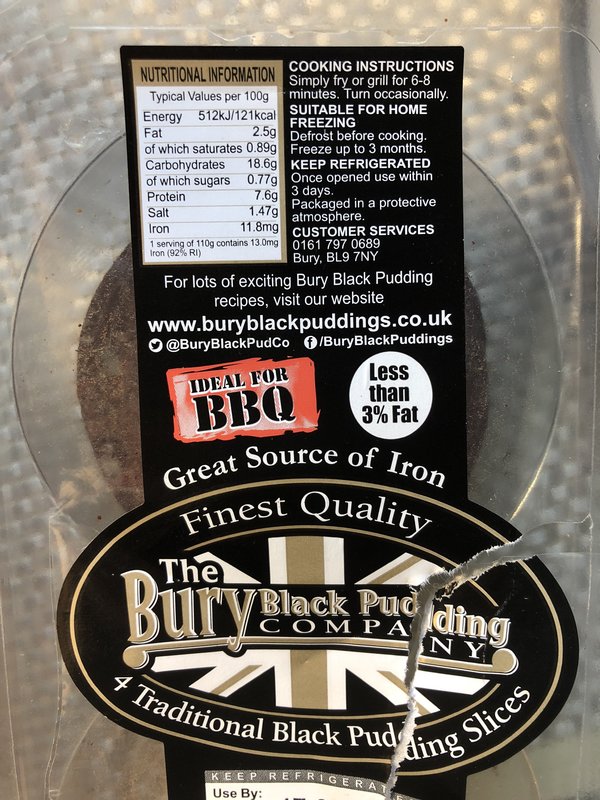 NUTRITIONAL INFORMATION
Typical Values per 100g
Energy 512kJ/121kcal
Fat 2.5g
of which saturates 0.89g
Carbohydrates 18.6g
of which sugars 0.77g
Protein 7.6g
Salt 1.47g
Iron 11.8mg
1 serving of 110g contains 13.0mg
Iron (92% RI)
COOKING INSTRUCTIONS
Simply fry or grill for 6-8
minutes. Turn occasionally.
SUITABLE FOR HOME
FREEZING
Defrost before cooking.
Freeze up to 3 months.
KEEP REFRIGERATED
Once opened use within
3 days.
Packaged in a protective
atmosphere.
CUSTOMER SERVICES
0161 797 0689
Bury, BL9 7NY
For lots of exciting Bury Black Pudding
recipes, visit our website
www.buryblackpuddings.co.uk
@BuryBlackPudCo f/BuryBlackPuddings
IDEAL FOR
BBQ
Less
than
3% Fat
Great Source of Iron
Finest Quality
The
Bury Black Pudding
COMPANY
4 Traditional Black Pudding Slices
KEEP REFRIGERAT
Use By: